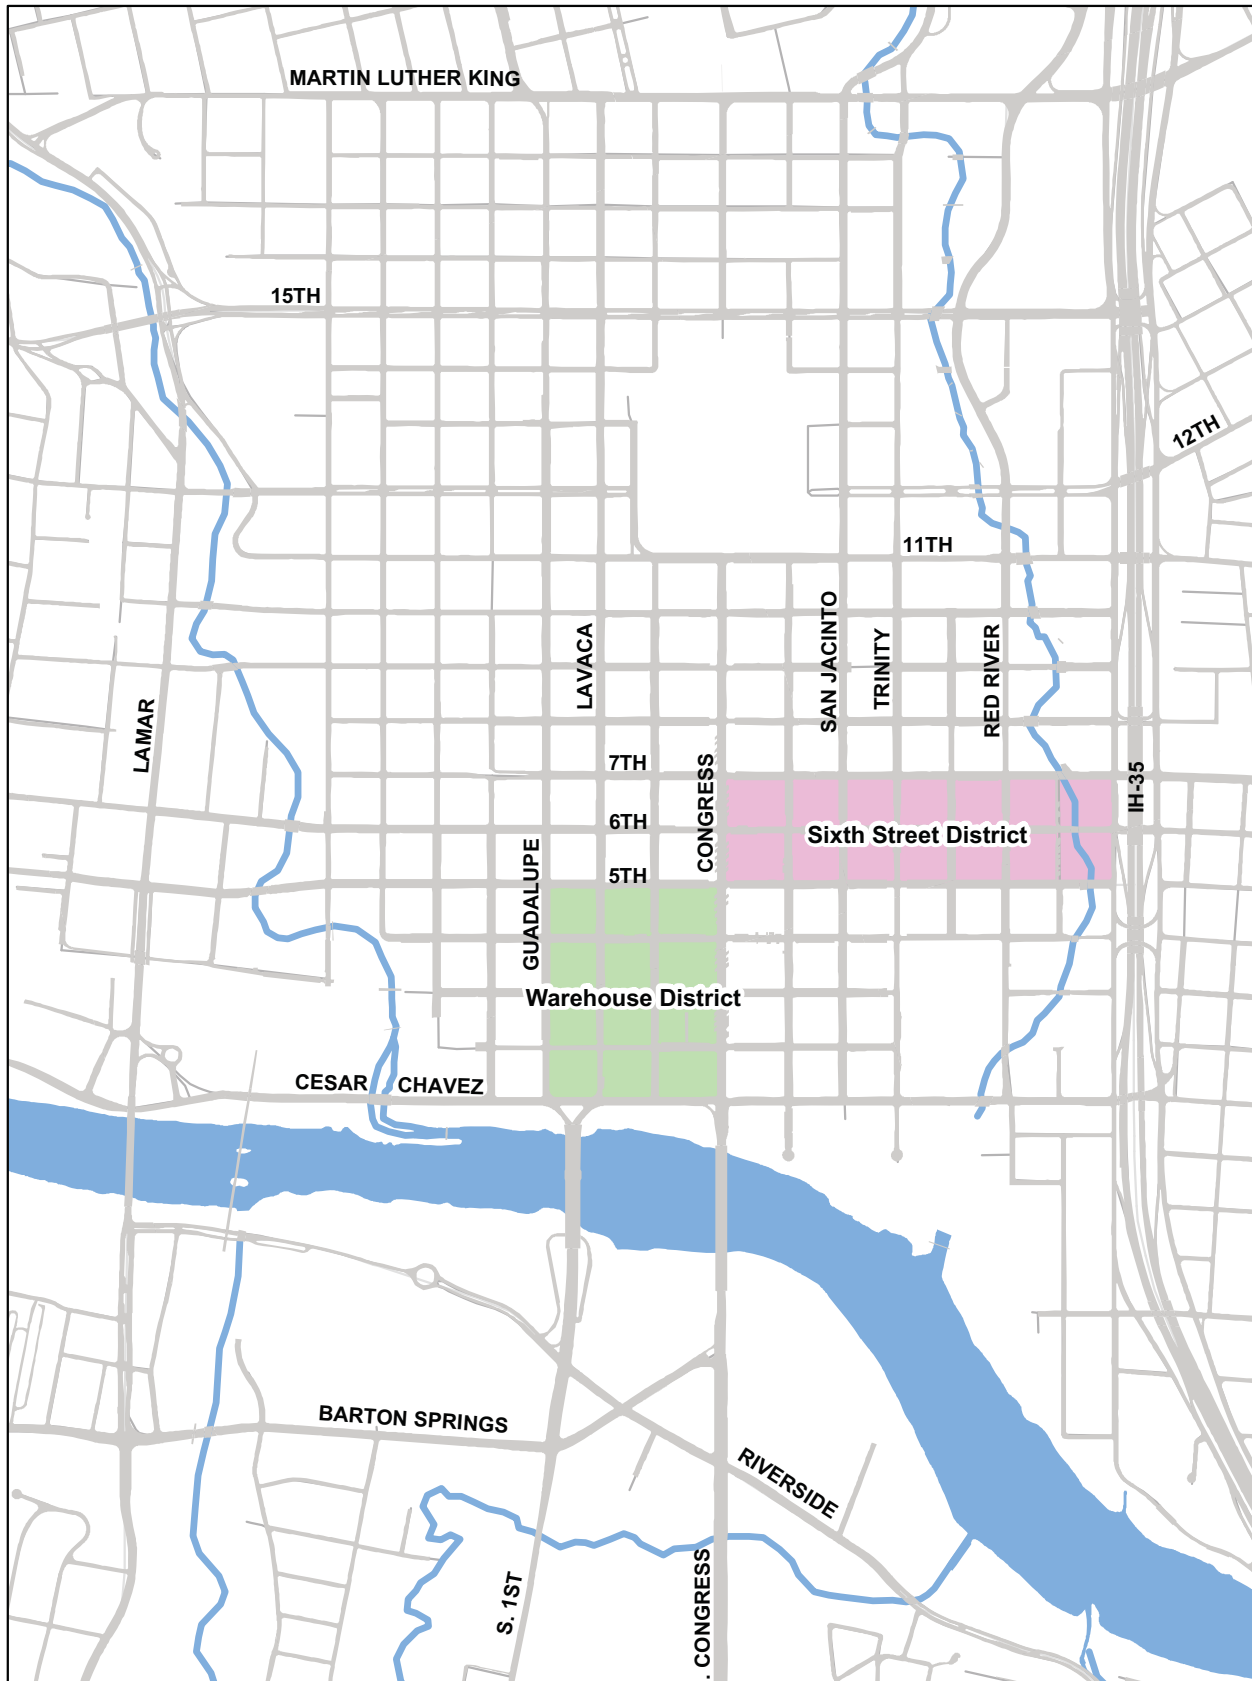 MARTIN LUTHER KING
15TH
12TH
11TH
LAVACA
SAN JACINTO
TRINITY
RED RIVER
LAMAR
7TH
CONGRESS
IH-35
6TH
Sixth Street District
5TH
GUADALUPE
Warehouse District
CESAR CHAVEZ
BARTON SPRINGS
RIVERSIDE
S. 1ST
. CONGRESS